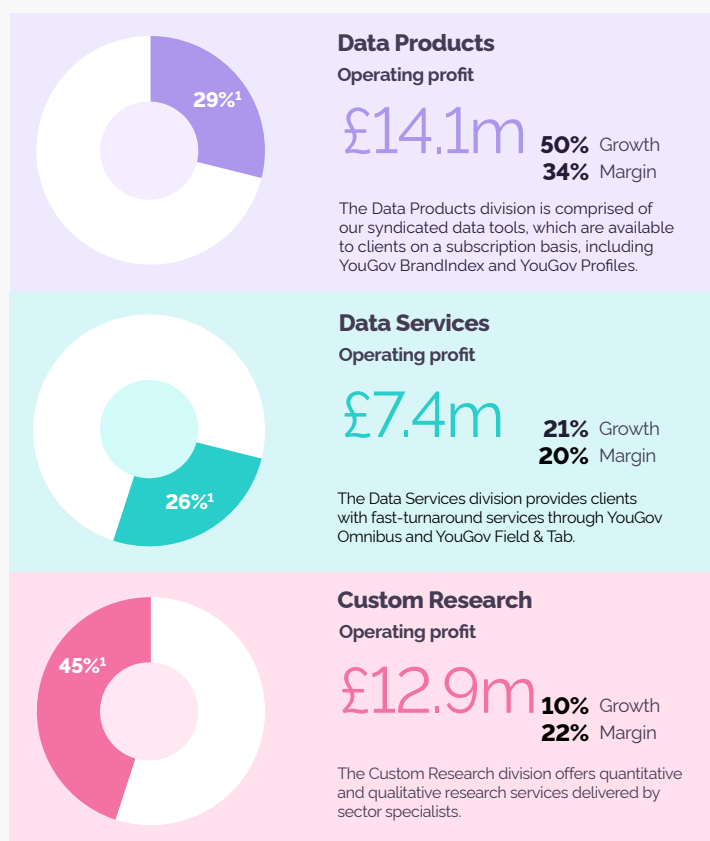 29%¹
Data Products
Operating profit
£14.1m
50% Growth
34% Margin
The Data Products division is comprised of
our syndicated data tools, which are available
to clients on a subscription basis, including
YouGov BrandIndex and YouGov Profiles.
26%¹
Data Services
Operating profit
£7.4m
21% Growth
20% Margin
The Data Services division provides clients
with fast-turnaround services through YouGov
Omnibus and YouGov Field & Tab.
45%¹
Custom Research
Operating profit
£12.9m
10% Growth
22% Margin
The Custom Research division offers quantitative
and qualitative research services delivered by
sector specialists.